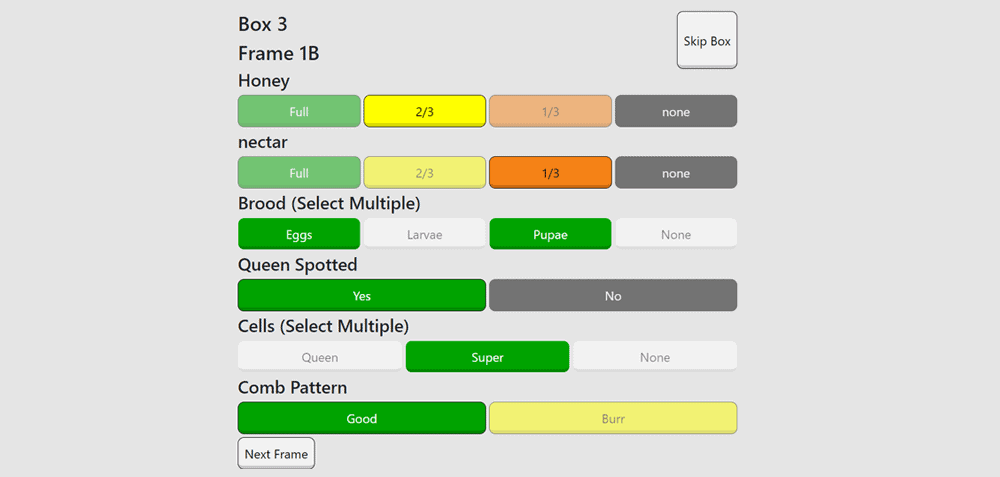 Box 3
Skip Box
Frame 1B
Honey
Full 2/3 1/3 none
nectar
Full 2/3 1/3 none
Brood (Select Multiple)
Eggs Larvae Pupae None
Queen Spotted
Yes No
Cells (Select Multiple)
Queen Super None
Comb Pattern
Good Burr
Next Frame